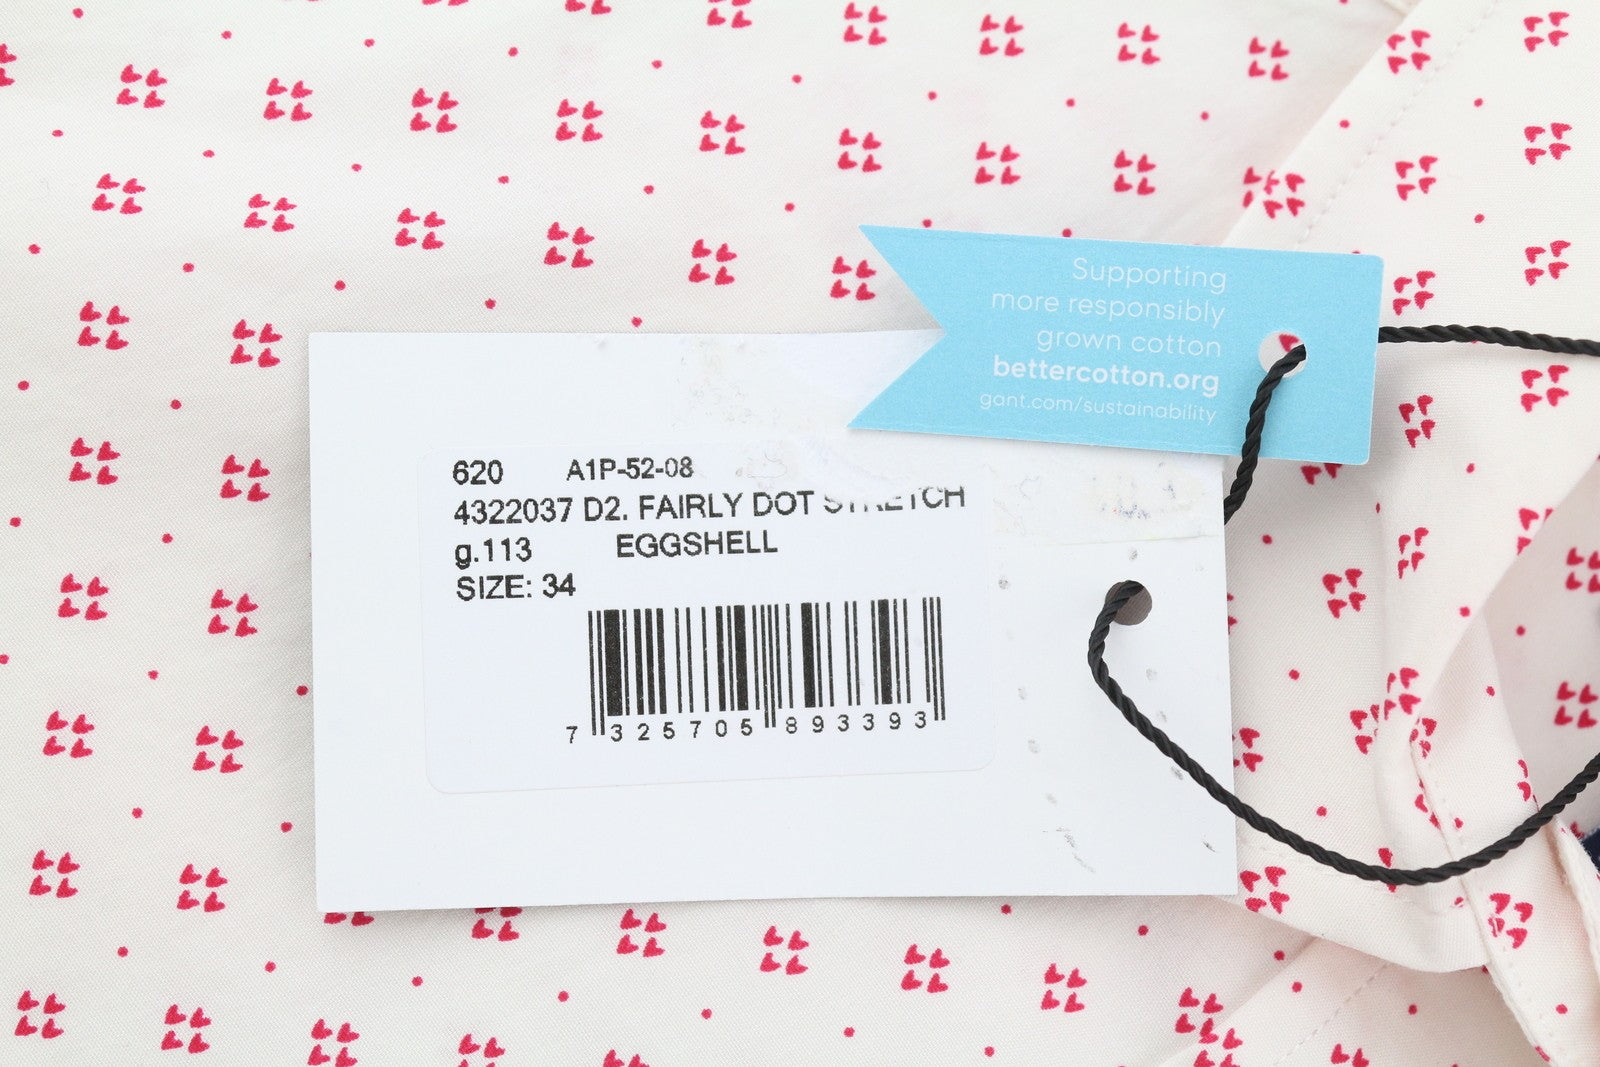 Supporting
more responsibly
grown cotton
bettercotton.org
gant.com/sustainability
620 A1P-52-08
4322037 D2. FAIRLY DOT STRETCH
g.113 EGGSHELL
SIZE: 34
7 325705 893393